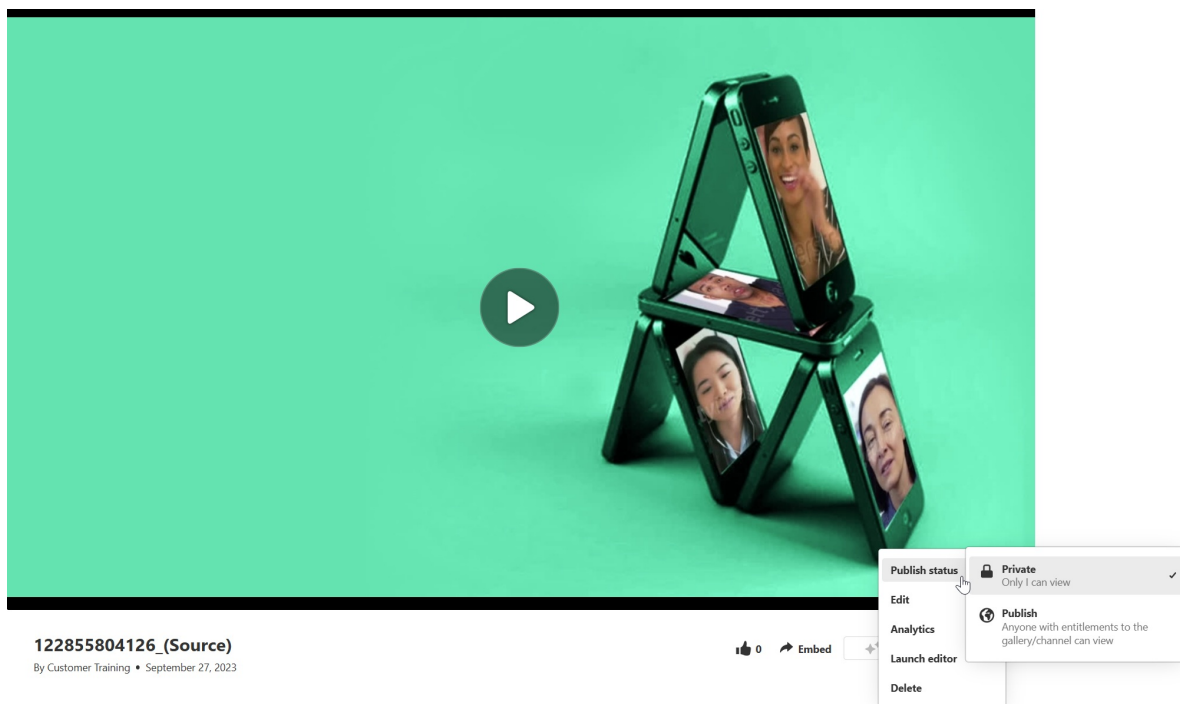 122855804126_(Source)
By Customer Training • September 27, 2023
0
Embed
Publish status
Edit
Analytics
Launch editor
Delete
Private
Only I can view
Publish
Anyone with entitlements to the
gallery/channel can view